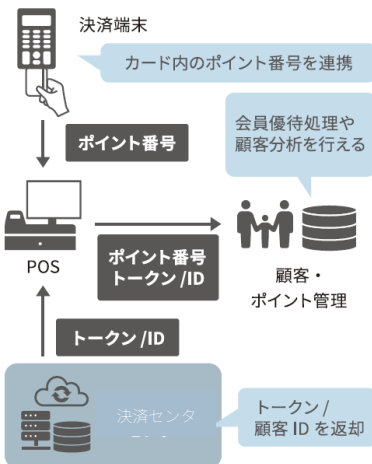 決済端末
カード内のポイント番号を連携
ポイント番号
会員優待処理や
顧客分析を行える
POS
ポイント番号
トークン/ID
顧客・
ポイント管理
トークン/ID
決済センタ
トークン/
顧客 ID を返却